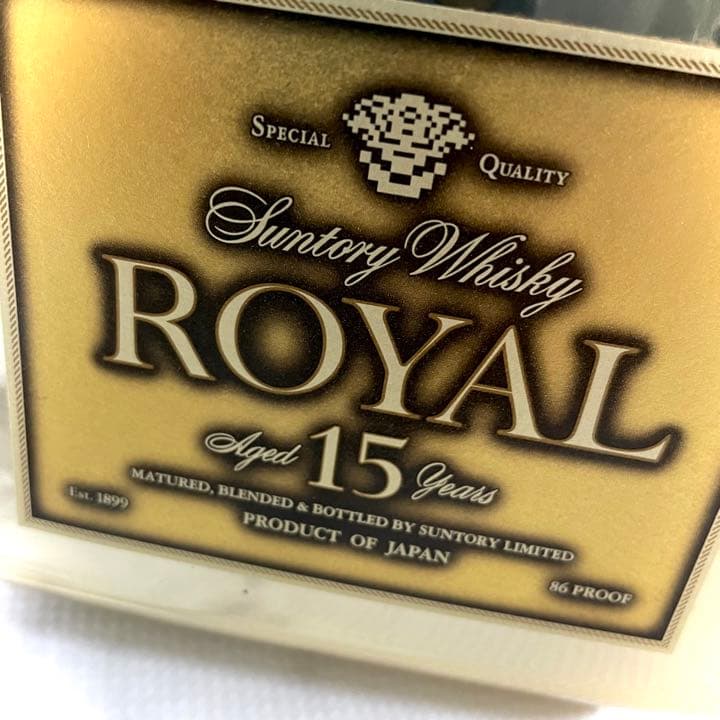 SPECIAL QUALITY
Suntory Whisky
ROYAL
Aged 15 Years
MATURED, BLENDED & BOTTLED BY SUNTORY LIMITED
PRODUCT OF JAPAN
Est. 1899
86 PROOF